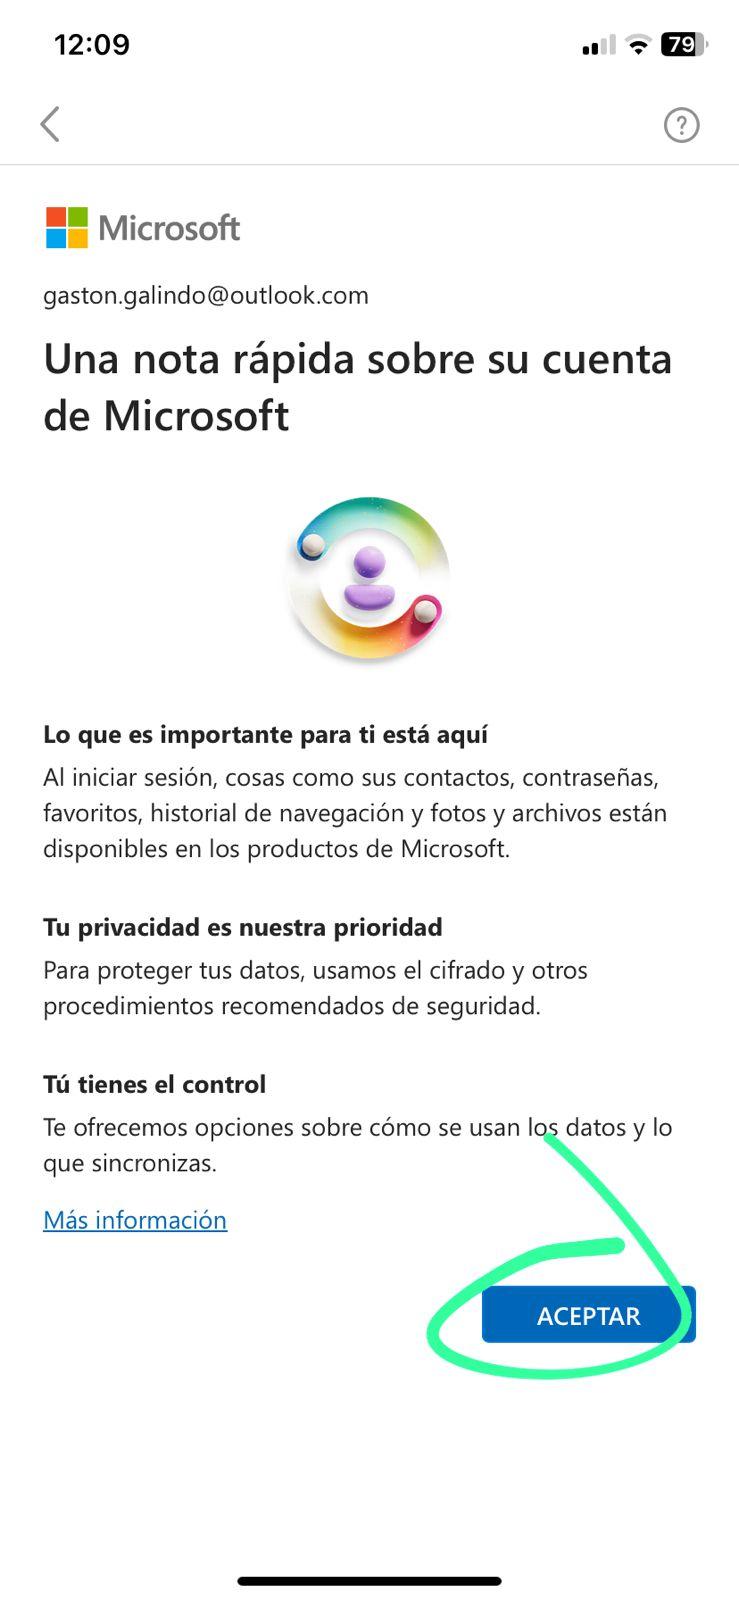 12:09
79
?
Microsoft
gaston.galindo@outlook.com
Una nota rápida sobre su cuenta
de Microsoft
Lo que es importante para ti está aquí
Al iniciar sesión, cosas como sus contactos, contraseñas,
favoritos, historial de navegación y fotos y archivos están
disponibles en los productos de Microsoft.
Tu privacidad es nuestra prioridad
Para proteger tus datos, usamos el cifrado y otros
procedimientos recomendados de seguridad.
Tú tienes el control
Te ofrecemos opciones sobre cómo se usan los datos y lo
que sincronizas.
Más información
ACEPTAR